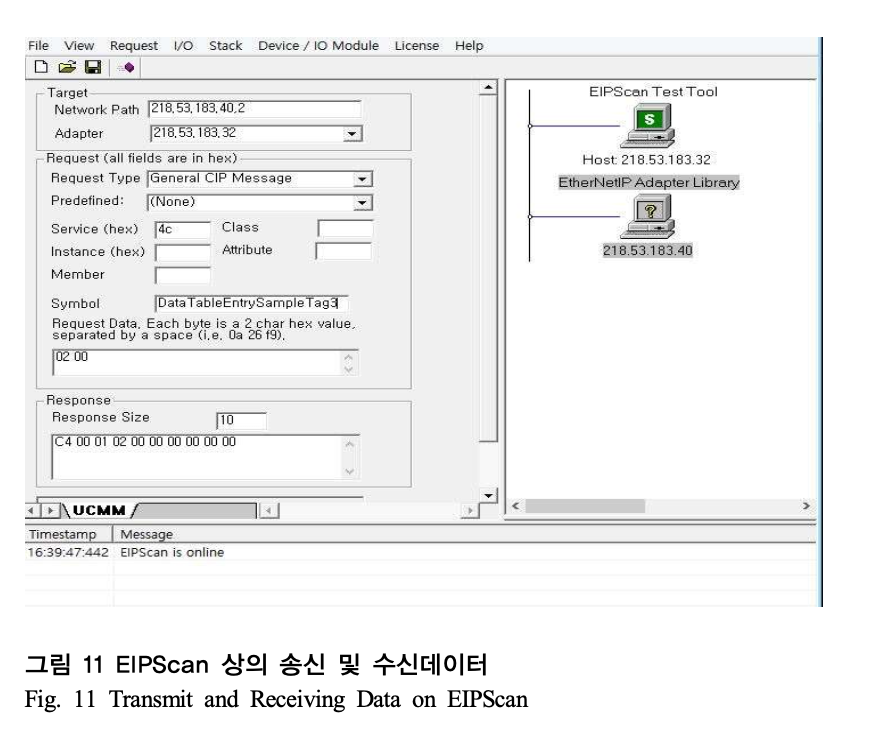 File View Request I/O Stack Device / IO Module License Help
Target
Network Path 218,53,183,40,2
Adapter 218,53,183,32
Request (all fields are in hex)
Request Type General CIP Message
Predefined: (None)
Service (hex) 4c Class
Instance (hex) Attribute
Member
Symbol DataTableEntrySampleTag3
Request Data, Each byte is a 2 char hex value,
separated by a space (i,e, 0a 26 f9),
02 00
Response
Response Size 10
C4 00 01 02 00 00 00 00 00 00
UCMM
EIPScan Test Tool
S
Host: 218.53.183.32
EtherNetIP Adapter Library
?
218.53.183.40
Timestamp Message
16:39:47:442 EIPScan is online
그림 11 EIPScan 상의 송신 및 수신데이터
Fig. 11 Transmit and Receiving Data on EIPScan